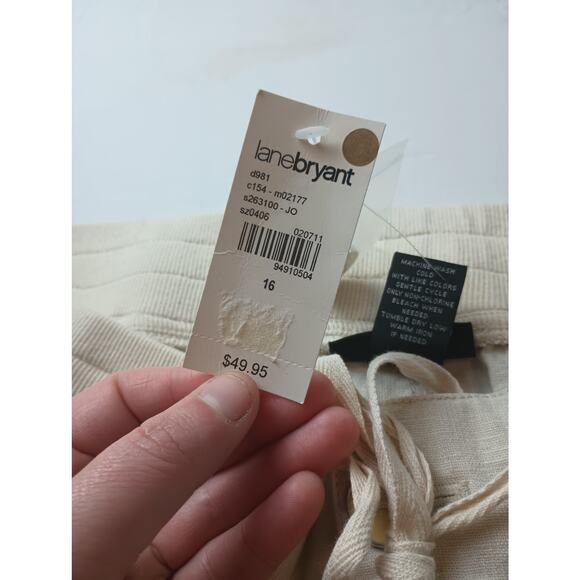 lanebryant
d981
c154 - m02177
s263100 - JO
sz0406
020711
94910504
16
$49.95
MACHINE WASH
COLD
WITH LIKE COLORS
GENTLE CYCLE
ONLY NON-CHLORINE
BLEACH WHEN
NEEDED
TUMBLE DRY LOW
WARM IRON
IF NEEDED